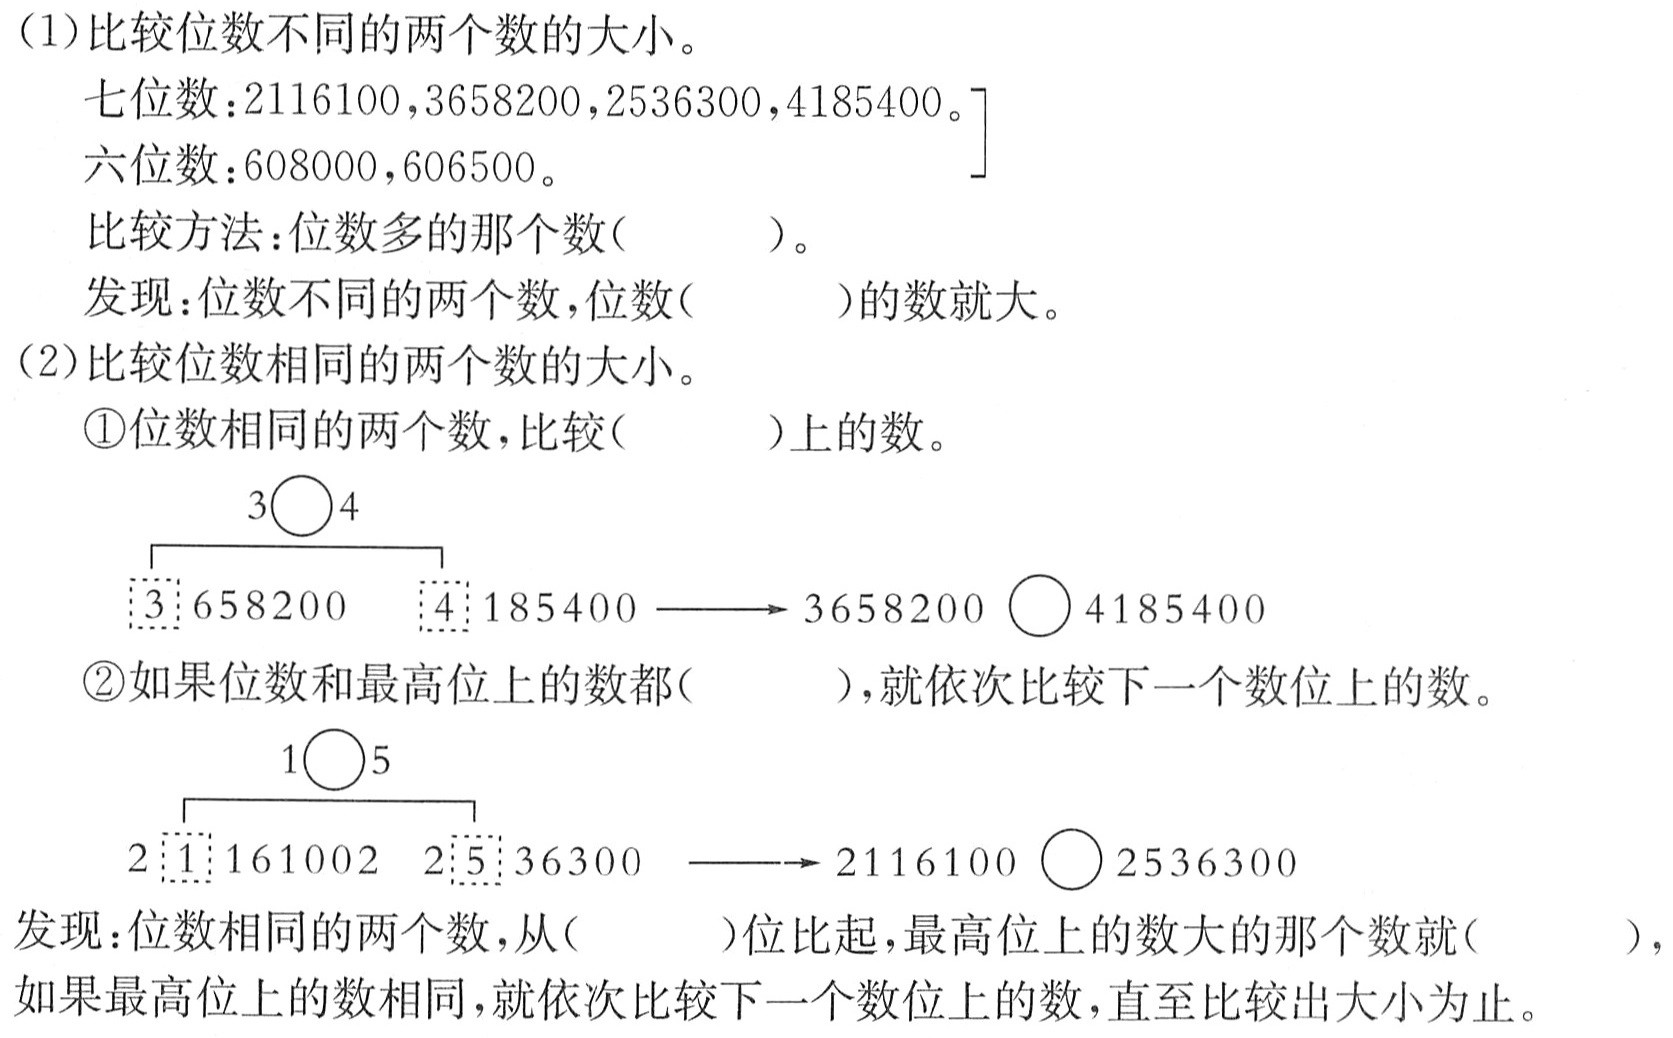 (1)比较位数不同的两个数的大小。
七位数:2116100,3658200,2536300,4185400。
六位数:608000,606500。
比较方法:位数多的那个数(　　)。
发现:位数不同的两个数,位数(　　)的数就大。
(2)比较位数相同的两个数的大小。
①位数相同的两个数,比较(　　)上的数。
3○4
3 658200　4 185400 → 3658200 ○ 4185400
②如果位数和最高位上的数都(　　),就依次比较下一个数位上的数。
1○5
2 1 161002　2 5 36300 → 2116100 ○ 2536300
发现:位数相同的两个数,从(　　)位比起,最高位上的数大的那个数就(　　),
如果最高位上的数相同,就依次比较下一个数位上的数,直至比较出大小为止。